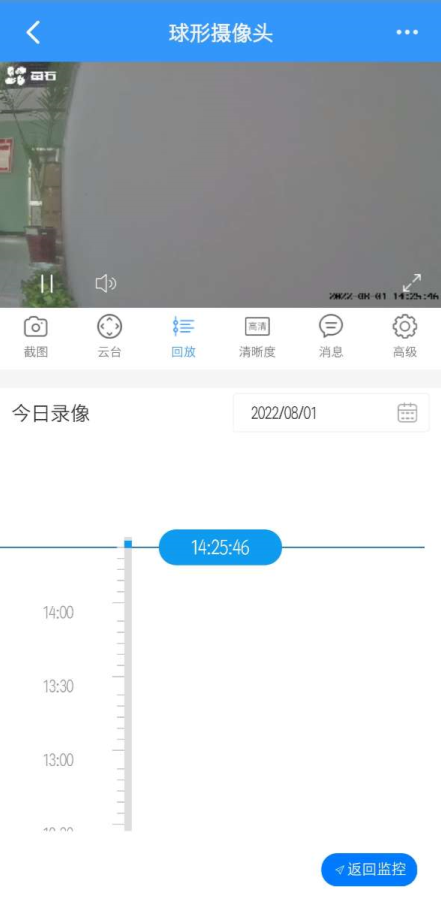 球形摄像头
萤石
2022-08-01 14:25:46
截图
云台
回放
高清
清晰度
消息
高级
今日录像
2022/08/01
14:25:46
14:00
13:30
13:00
返回监控